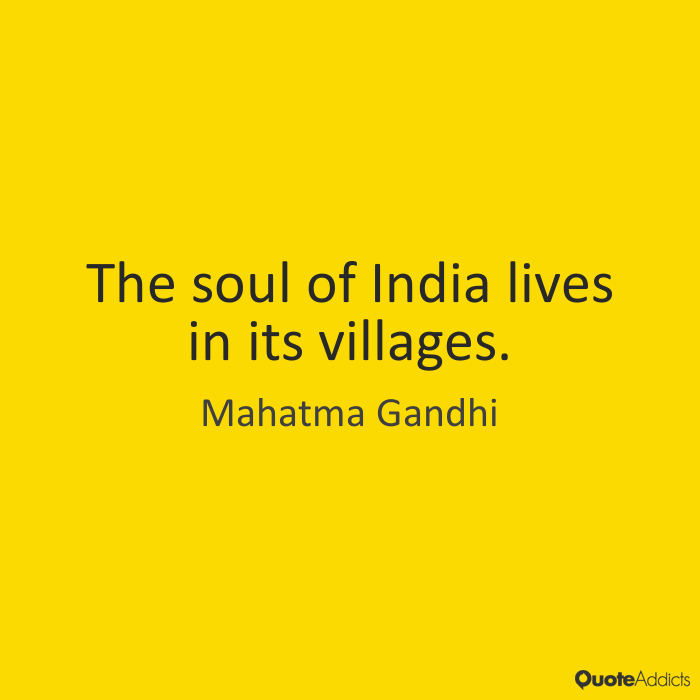 The soul of India lives
in its villages.
Mahatma Gandhi
QuoteAddicts